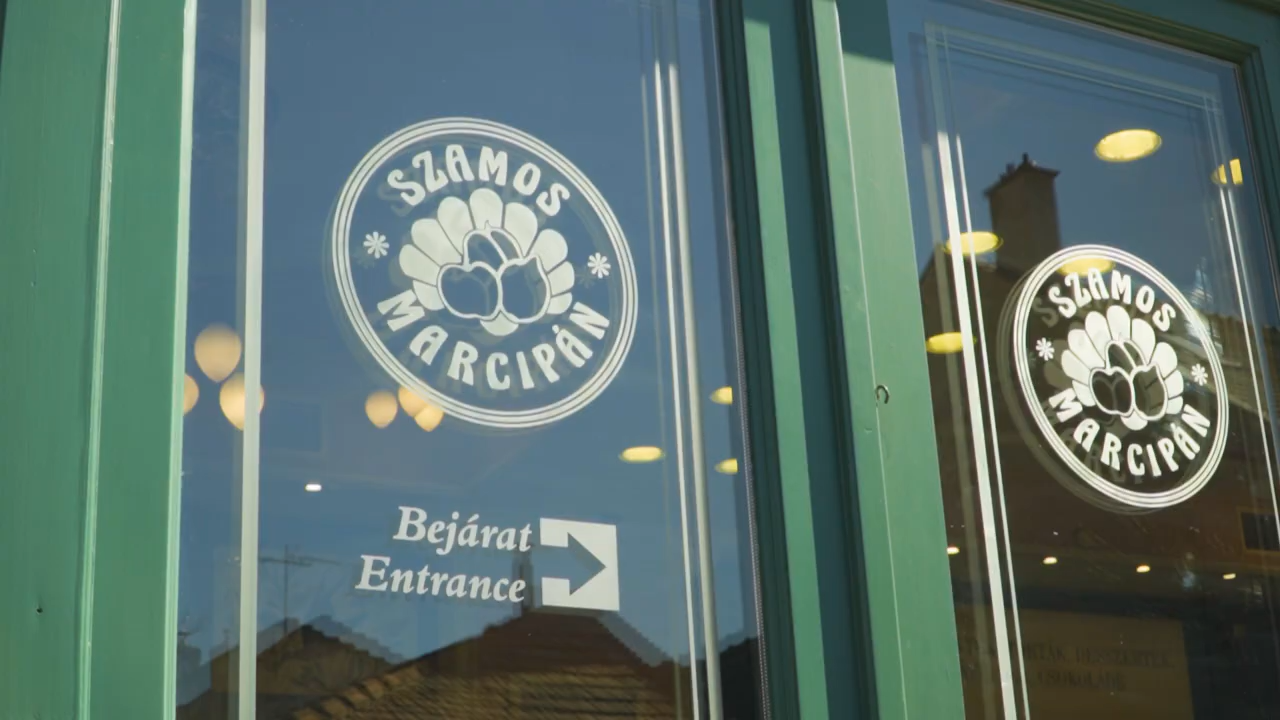 SZAMOS
MARCIPÁN
Bejárat
Entrance
SZAMOS
MARCIPÁN